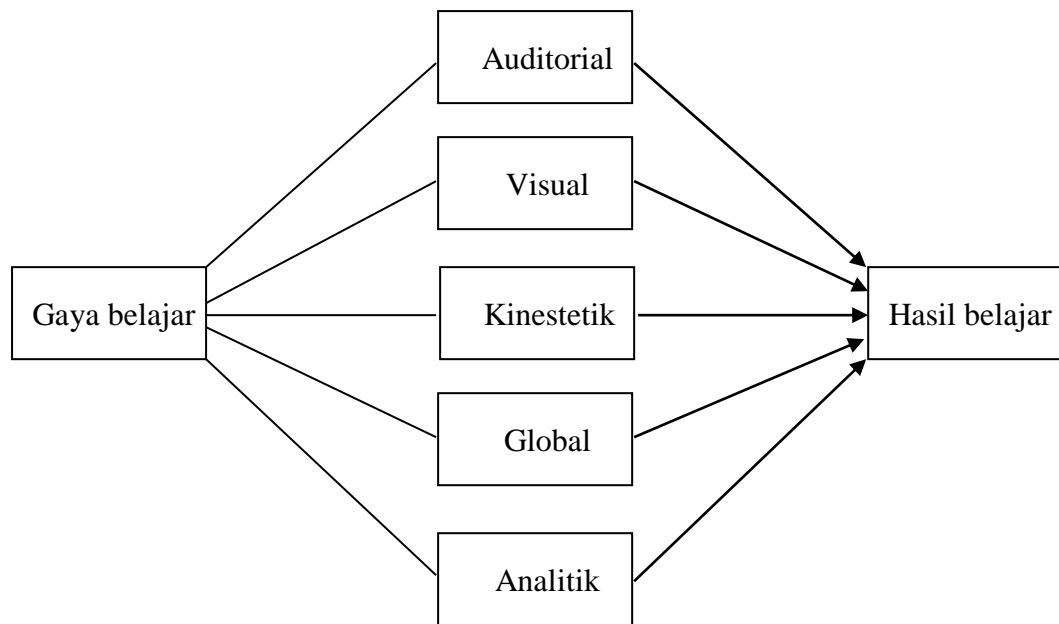 Auditorial
Visual
Gaya belajar
Kinestetik
Hasil belajar
Global
Analitik